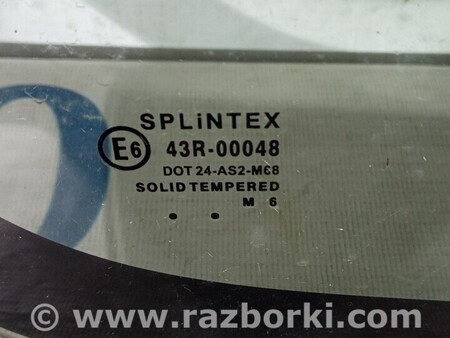 SPLiNTEX
E6 43R-00048
DOT 24-AS2-M68
SOLID TEMPERED
M 6
. .
© www.razborki.com